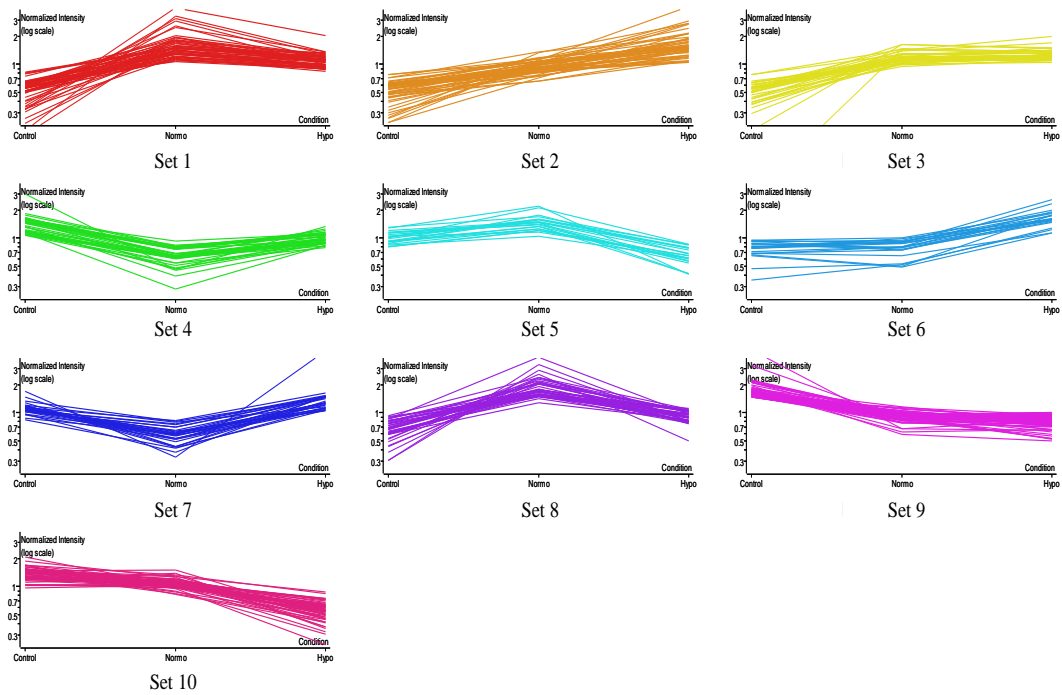 3
Normalized Intensity
2
(log scale)
1
0.7
0.5
0.3
Condition
Control Normo Hypo
Set 1
3
Normalized Intensity
2
(log scale)
1
0.7
0.5
0.3
Condition
Control Normo Hypo
Set 2
3
Normalized Intensity
2
(log scale)
1
0.7
0.5
0.3
Condition
Control Normo Hypo
Set 3
3
Normalized Intensity
2
(log scale)
1
0.7
0.5
0.3
Condition
Control Normo Hypo
Set 4
3
Normalized Intensity
2
(log scale)
1
0.7
0.5
0.3
Condition
Control Normo Hypo
Set 5
3
Normalized Intensity
2
(log scale)
1
0.7
0.5
0.3
Condition
Control Normo Hypo
Set 6
3
Normalized Intensity
2
(log scale)
1
0.7
0.5
0.3
Condition
Control Normo Hypo
Set 7
3
Normalized Intensity
2
(log scale)
1
0.7
0.5
0.3
Condition
Control Normo Hypo
Set 8
3
Normalized Intensity
2
(log scale)
1
0.7
0.5
0.3
Condition
Control Normo Hypo
Set 9
3
Normalized Intensity
2
(log scale)
1
0.7
0.5
0.3
Condition
Control Normo Hypo
Set 10